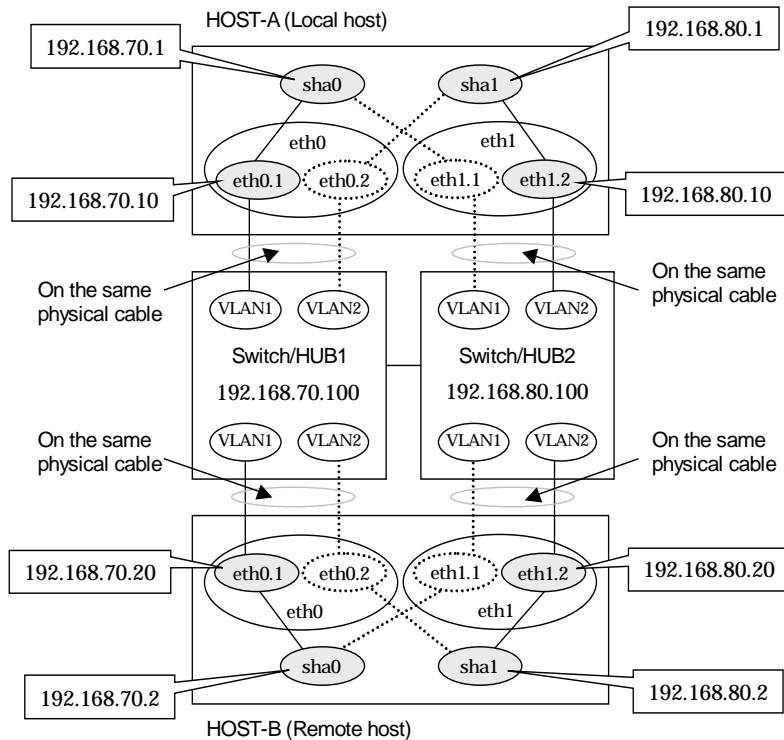 HOST-A (Local host)
192.168.70.1
192.168.80.1
sha0
sha1
eth0
eth1
eth0.1
eth0.2
eth1.1
eth1.2
192.168.70.10
192.168.80.10
On the same
physical cable
On the same
physical cable
VLAN1
VLAN2
VLAN1
VLAN2
Switch/HUB1
192.168.70.100
Switch/HUB2
192.168.80.100
VLAN1
VLAN2
VLAN1
VLAN2
On the same
physical cable
On the same
physical cable
192.168.70.20
192.168.80.20
eth0.1
eth0.2
eth1.1
eth1.2
eth0
eth1
sha0
sha1
192.168.70.2
192.168.80.2
HOST-B (Remote host)